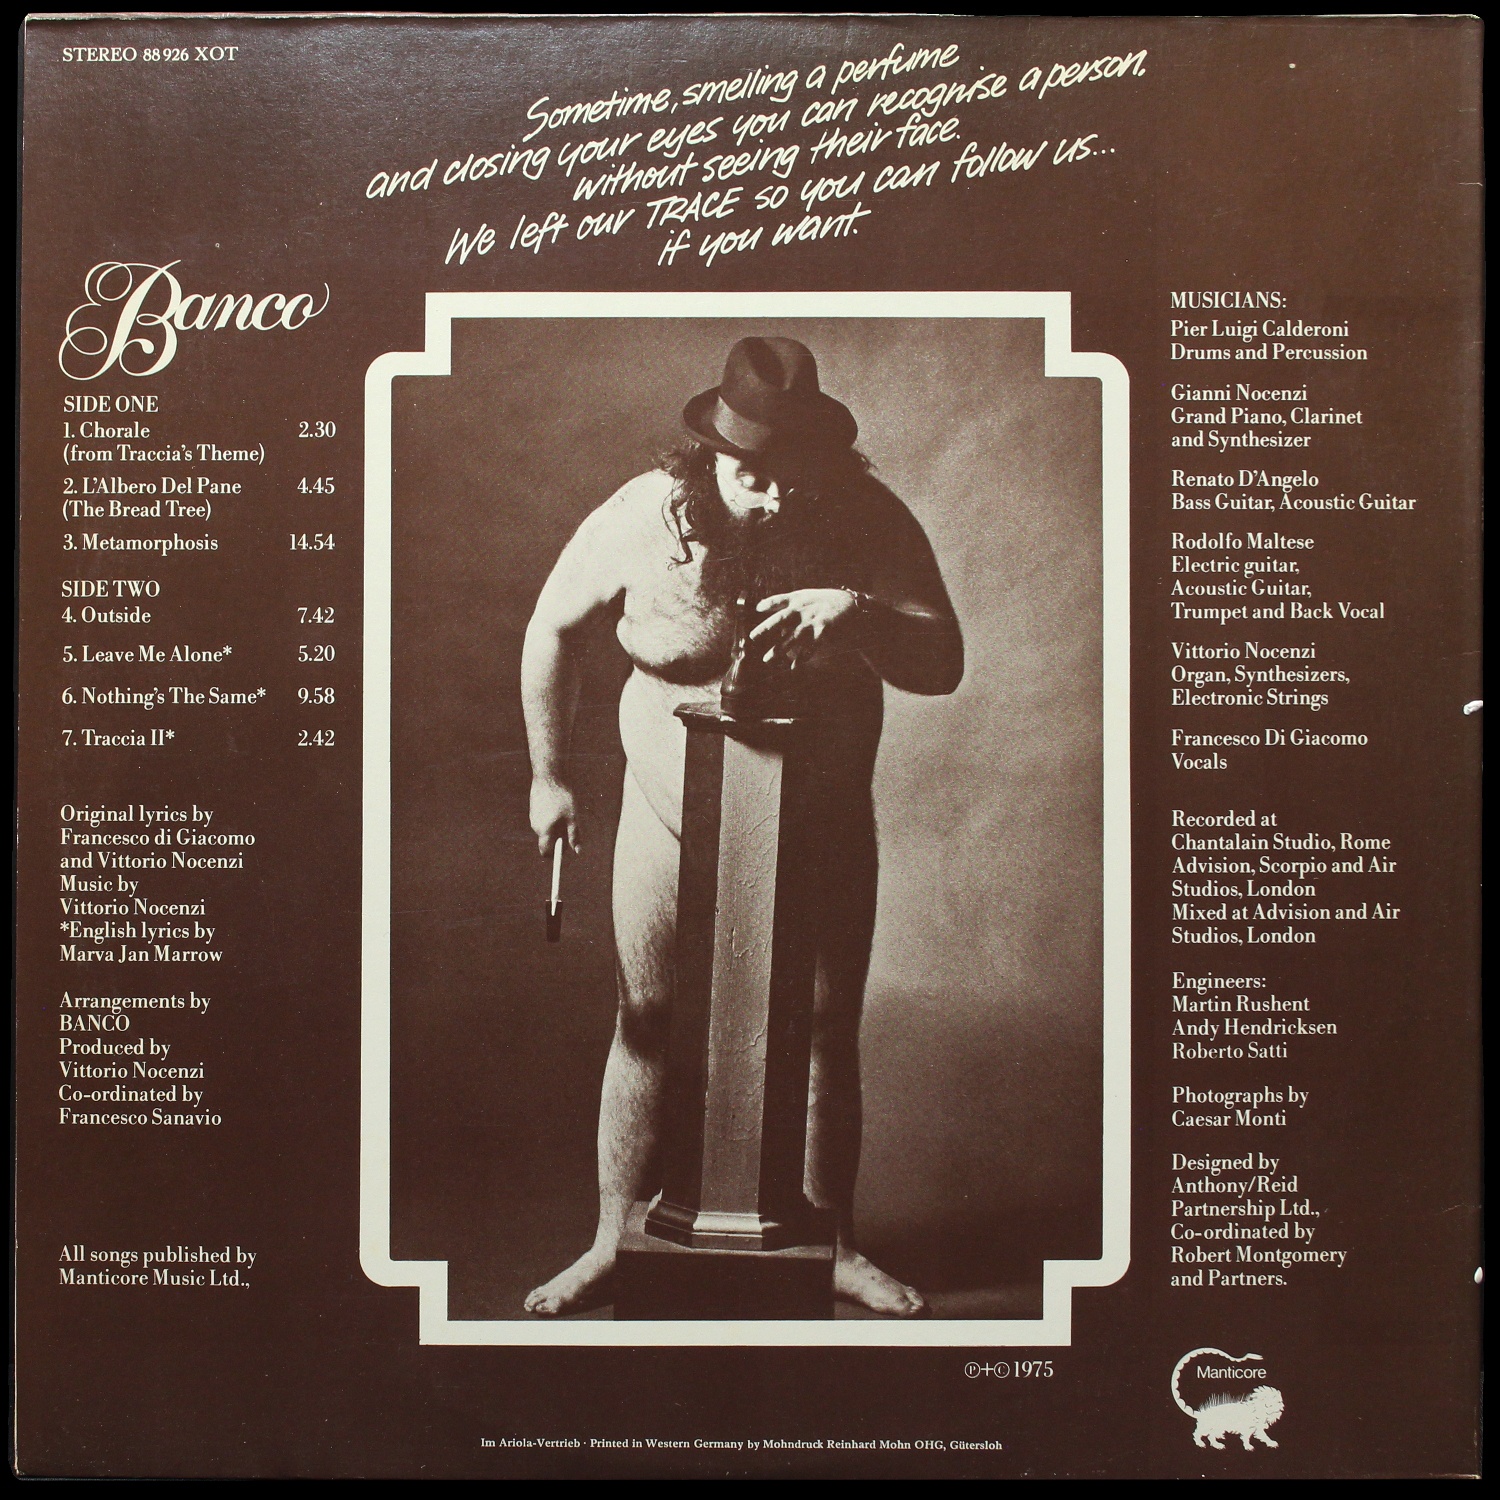 STEREO 88926 XOT
Sometime, smelling a perfume
and closing your eyes you can recognise a person.
without seeing their face.
We left our TRACE so you can follow us...
if you want.
Banco
SIDE ONE
1. Chorale 2.30
(from Traccia's Theme)
2. L'Albero Del Pane 4.45
(The Bread Tree)
3. Metamorphosis 14.54
SIDE TWO
4. Outside 7.42
5. Leave Me Alone* 5.20
6. Nothing's The Same* 9.58
7. Traccia II* 2.42
Original lyrics by
Francesco di Giacomo
and Vittorio Nocenzi
Music by
Vittorio Nocenzi
*English lyrics by
Marva Jan Marrow
Arrangements by
BANCO
Produced by
Vittorio Nocenzi
Co-ordinated by
Francesco Sanavio
All songs published by
Manticore Music Ltd.,
MUSICIANS:
Pier Luigi Calderoni
Drums and Percussion
Gianni Nocenzi
Grand Piano, Clarinet
and Synthesizer
Renato D'Angelo
Bass Guitar, Acoustic Guitar
Rodolfo Maltese
Electric guitar,
Acoustic Guitar,
Trumpet and Back Vocal
Vittorio Nocenzi
Organ, Synthesizers,
Electronic Strings
Francesco Di Giacomo
Vocals
Recorded at
Chantalain Studio, Rome
Advision, Scorpio and Air
Studios, London
Mixed at Advision and Air
Studios, London
Engineers:
Martin Rushent
Andy Hendricksen
Roberto Satti
Photographs by
Caesar Monti
Designed by
Anthony/Reid
Partnership Ltd.,
Co-ordinated by
Robert Montgomery
and Partners.
℗+© 1975
Manticore
Im Ariola-Vertrieb · Printed in Western Germany by Mohndruck Reinhard Mohn OHG, Gütersloh